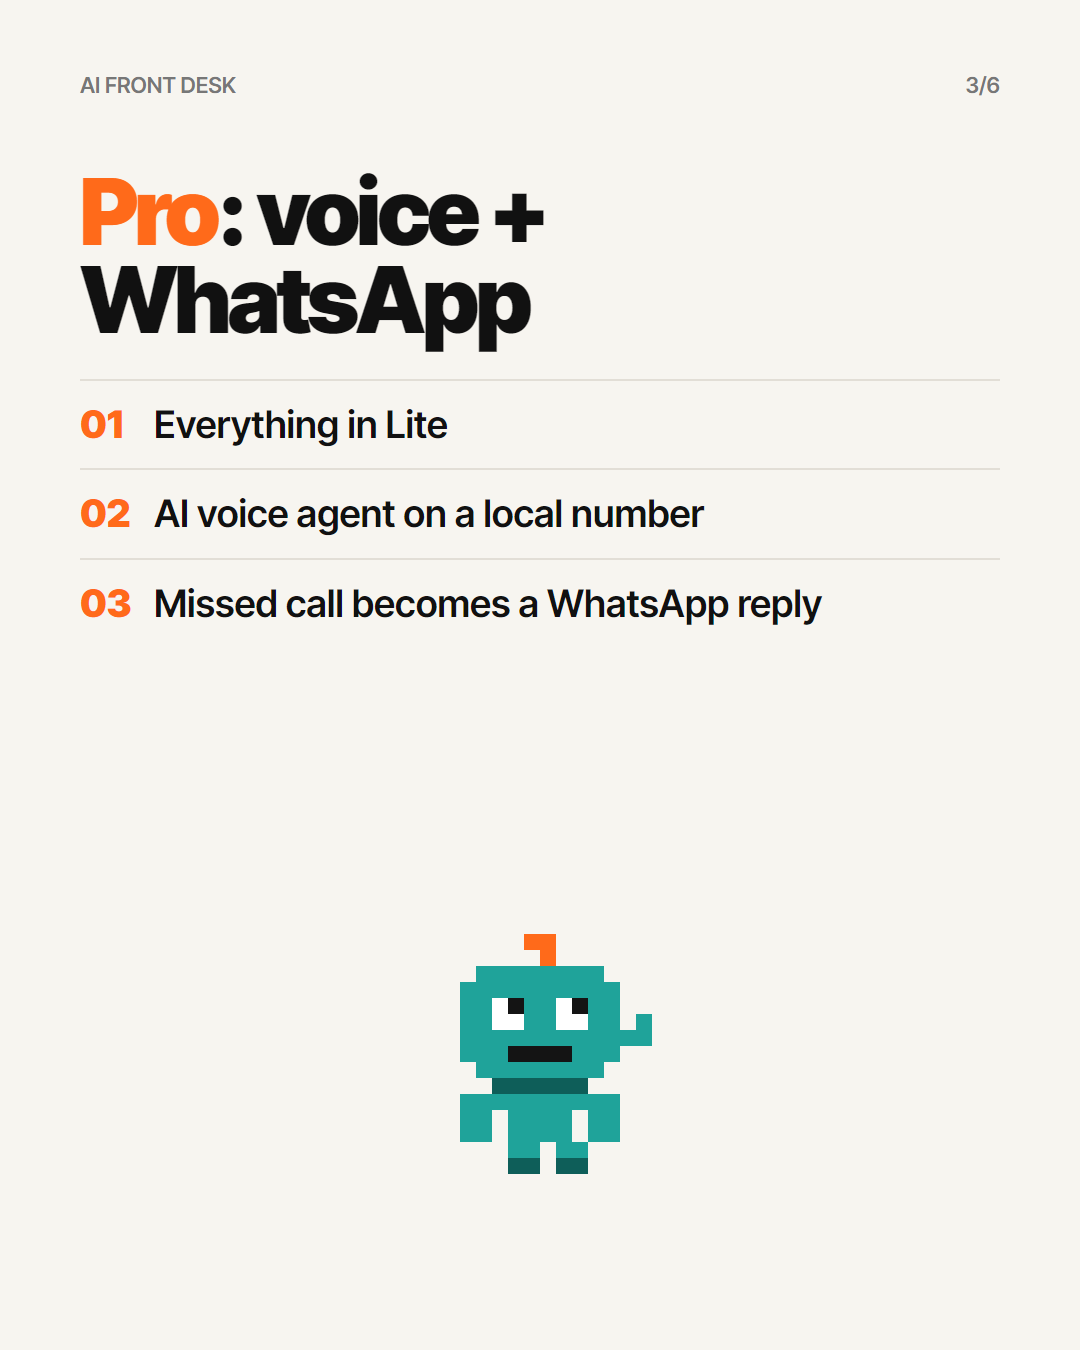 AI FRONT DESK
3/6
Pro: voice +
WhatsApp
01 Everything in Lite
02 AI voice agent on a local number
03 Missed call becomes a WhatsApp reply